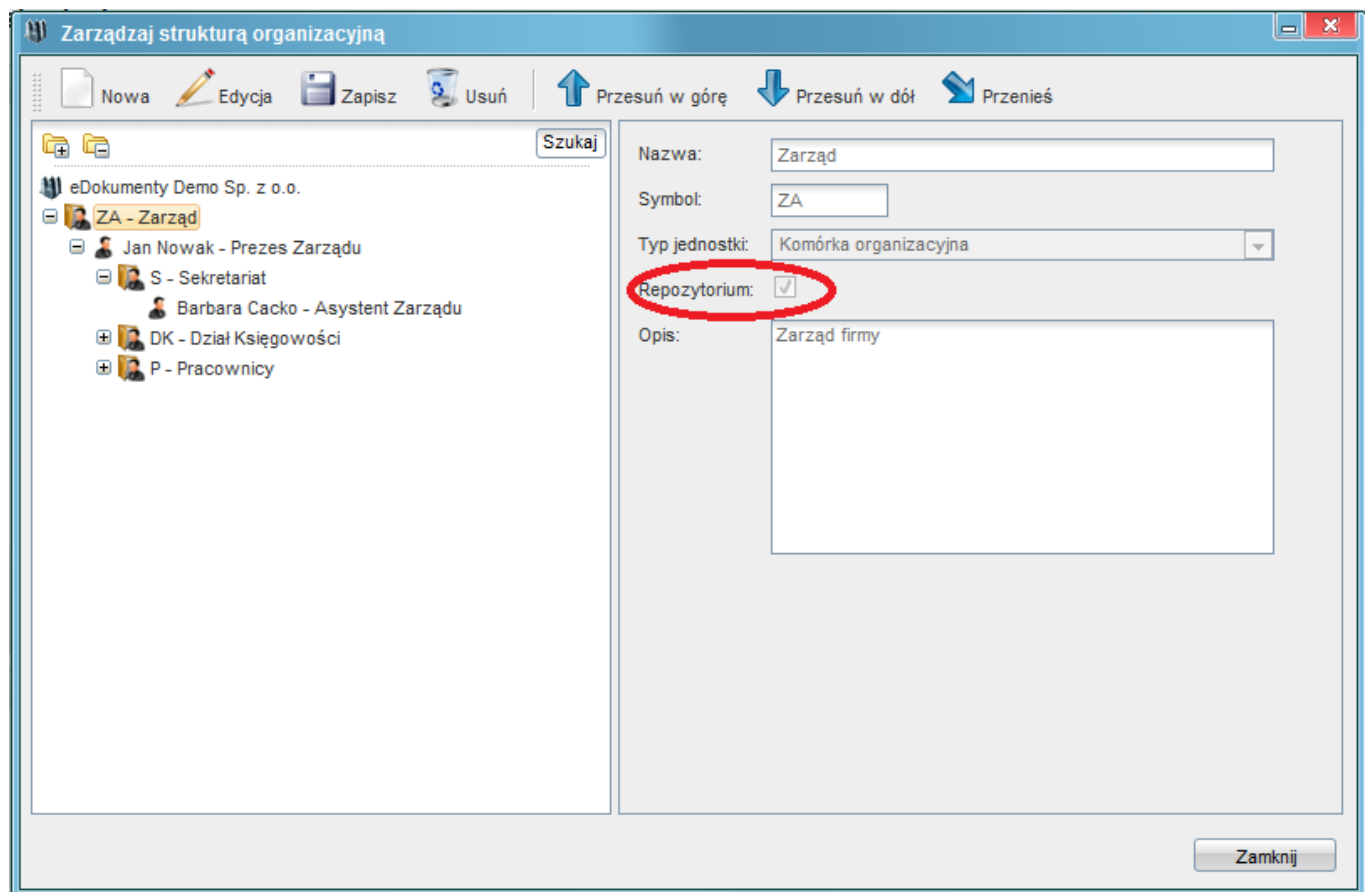 Zarządzaj strukturą organizacyjną
Nowa Edycja Zapisz Usuń Przesuń w górę Przesuń w dół Przenieś
Szukaj
eDokumenty Demo Sp. z o.o.
ZA - Zarząd
Jan Nowak - Prezes Zarządu
S - Sekretariat
Barbara Cacko - Asystent Zarządu
DK - Dział Księgowości
P - Pracownicy
Nazwa: Zarząd
Symbol: ZA
Typ jednostki: Komórka organizacyjna
Repozytorium:
Opis: Zarząd firmy
Zamknij